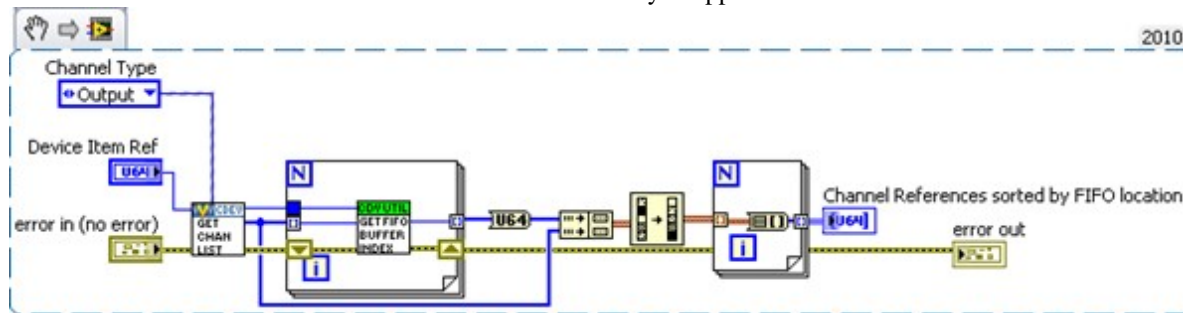 2010
Channel Type
Output
Device Item Ref
U64
error in (no error)
CDEV
GET
CHAN
LIST
N
i
GET FIFO
BUFFER
INDEX
U64
N
i
Channel References sorted by FIFO location
[U64]
error out